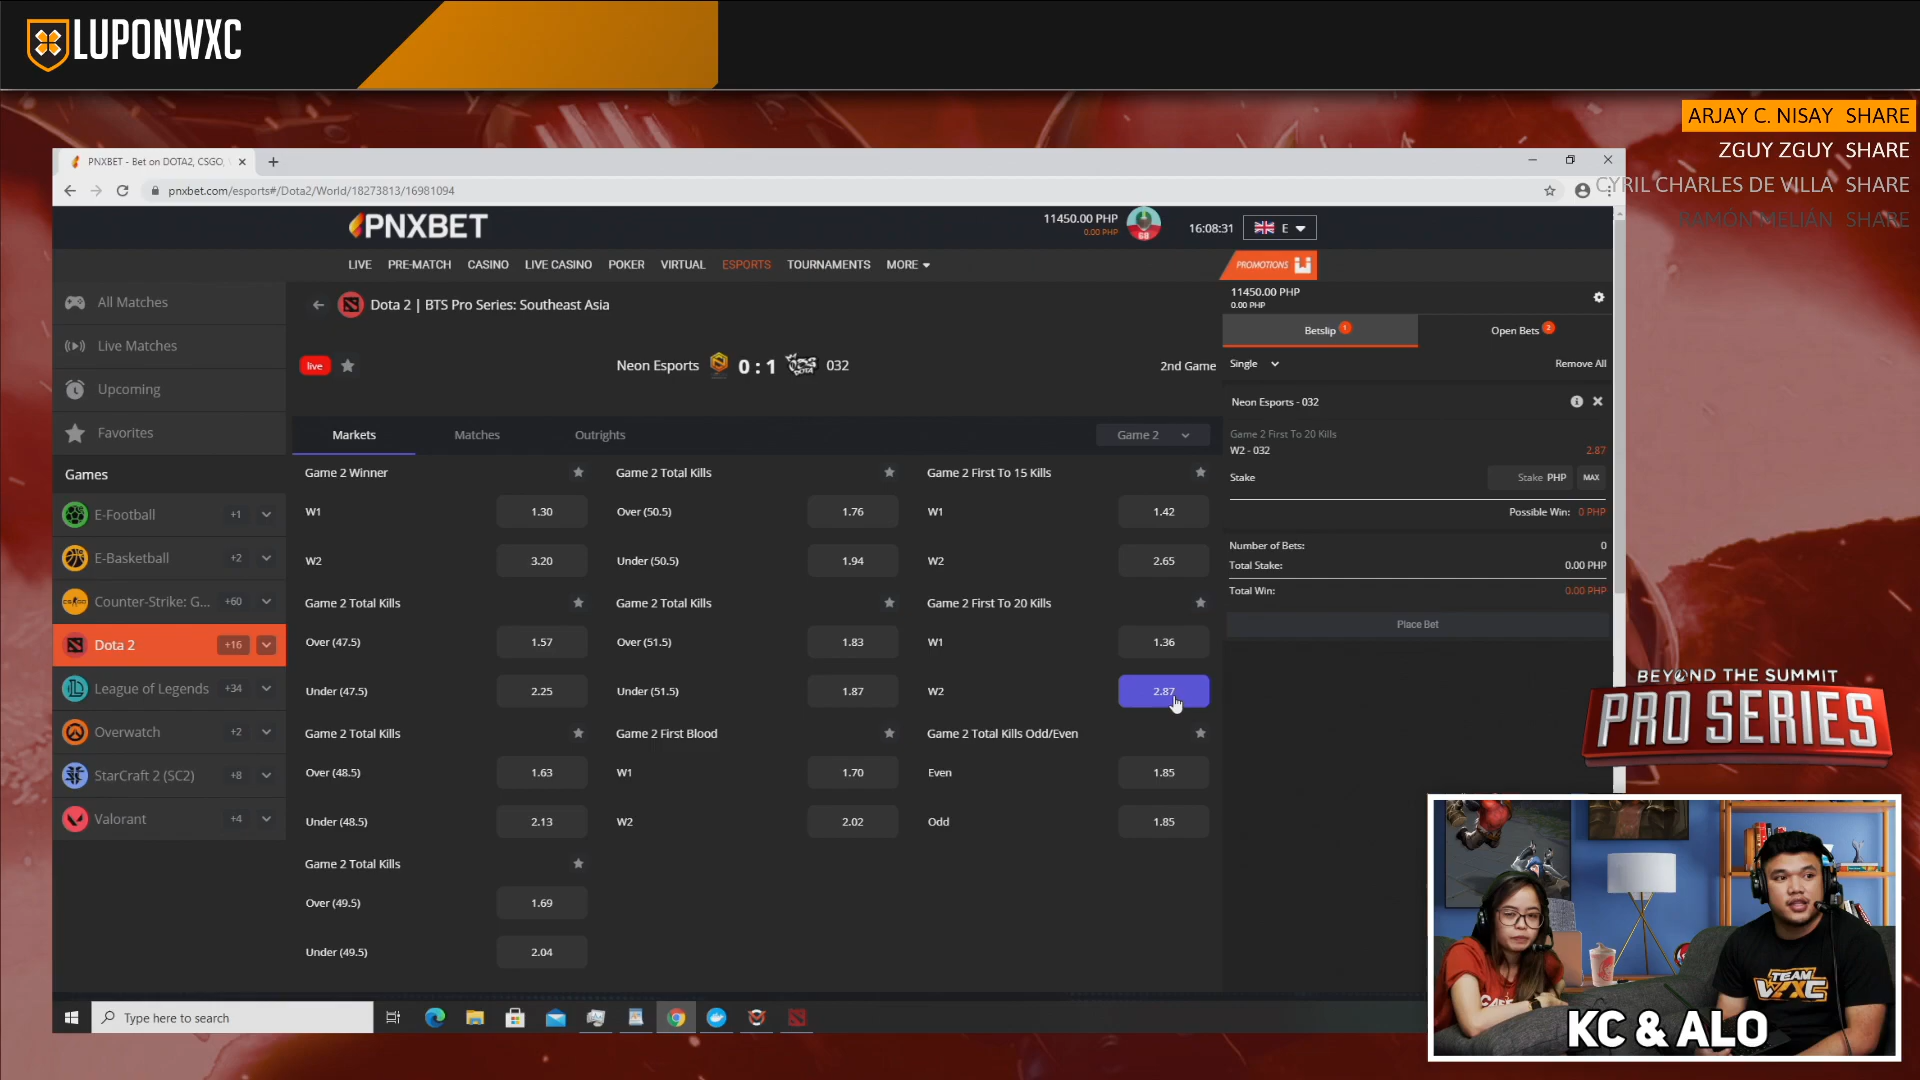 LUPONWXC
ARJAY C. NISAY SHARE
ZGUY ZGUY SHARE
CYRIL CHARLES DE VILLA SHARE
RAMÓN MELIÁN SHARE
PNXBET - Bet on DOTA2, CSGO,
pnxbet.com/esports#/Dota2/World/18273813/16981094
PNXBET
11450.00 PHP
0.00 PHP
16:08:31
E
LIVE PRE-MATCH CASINO LIVE CASINO POKER VIRTUAL ESPORTS TOURNAMENTS MORE
PROMOTIONS
All Matches
Live Matches
Upcoming
Favorites
Games
E-Football +1
E-Basketball +2
Counter-Strike: G... +60
Dota 2 +16
League of Legends +34
Overwatch +2
StarCraft 2 (SC2) +8
Valorant +4
Dota 2 | BTS Pro Series: Southeast Asia
live
Neon Esports 0 : 1 032
2nd Game
Markets Matches Outrights
Game 2
Game 2 Winner
W1 1.30
W2 3.20
Game 2 Total Kills
Over (47.5) 1.57
Under (47.5) 2.25
Game 2 Total Kills
Over (48.5) 1.63
Under (48.5) 2.13
Game 2 Total Kills
Over (49.5) 1.69
Under (49.5) 2.04
Game 2 Total Kills
Over (50.5) 1.76
Under (50.5) 1.94
Game 2 Total Kills
Over (51.5) 1.83
Under (51.5) 1.87
Game 2 First Blood
W1 1.70
W2 2.02
Game 2 First To 15 Kills
W1 1.42
W2 2.65
Game 2 First To 20 Kills
W1 1.36
W2 2.87
Game 2 Total Kills Odd/Even
Even 1.85
Odd 1.85
11450.00 PHP
0.00 PHP
Betslip 1
Open Bets 2
Single
Remove All
Neon Esports - 032
Game 2 First To 20 Kills
W2 - 032 2.87
Stake
Stake PHP MAX
Possible Win: 0 PHP
Number of Bets: 0
Total Stake: 0.00 PHP
Total Win: 0.00 PHP
Place Bet
BEYOND THE SUMMIT
PRO SERIES
TEAM
WXC
KC & ALO
Type here to search